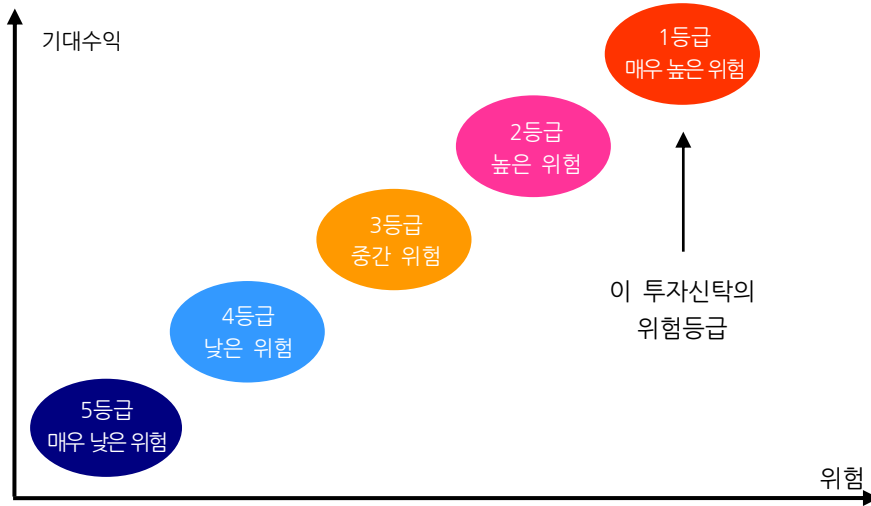 기대수익
1등급
매우 높은 위험
2등급
높은 위험
3등급
중간 위험
이 투자신탁의
위험등급
4등급
낮은 위험
5등급
매우 낮은 위험
위험